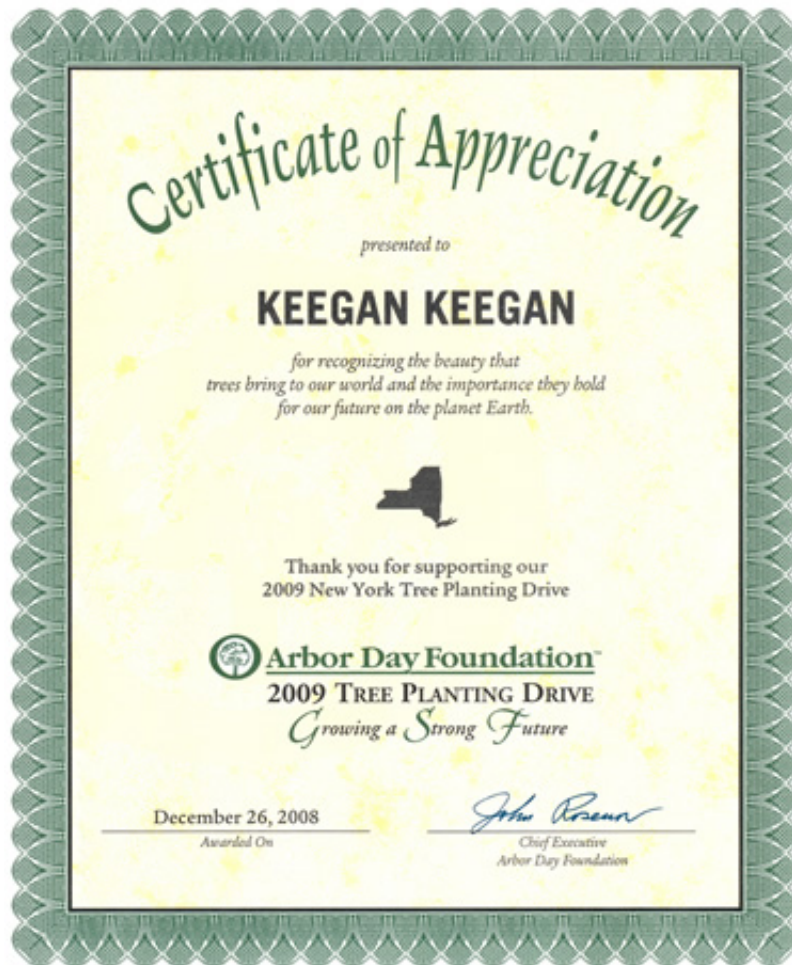 Certificate of Appreciation
presented to
KEEGAN KEEGAN
for recognizing the beauty that
trees bring to our world and the importance they hold
for our future on the planet Earth.
Thank you for supporting our
2009 New York Tree Planting Drive
Arbor Day Foundation™
2009 TREE PLANTING DRIVE
Growing a Strong Future
December 26, 2008
Awarded On
John Rosenow
Chief Executive
Arbor Day Foundation